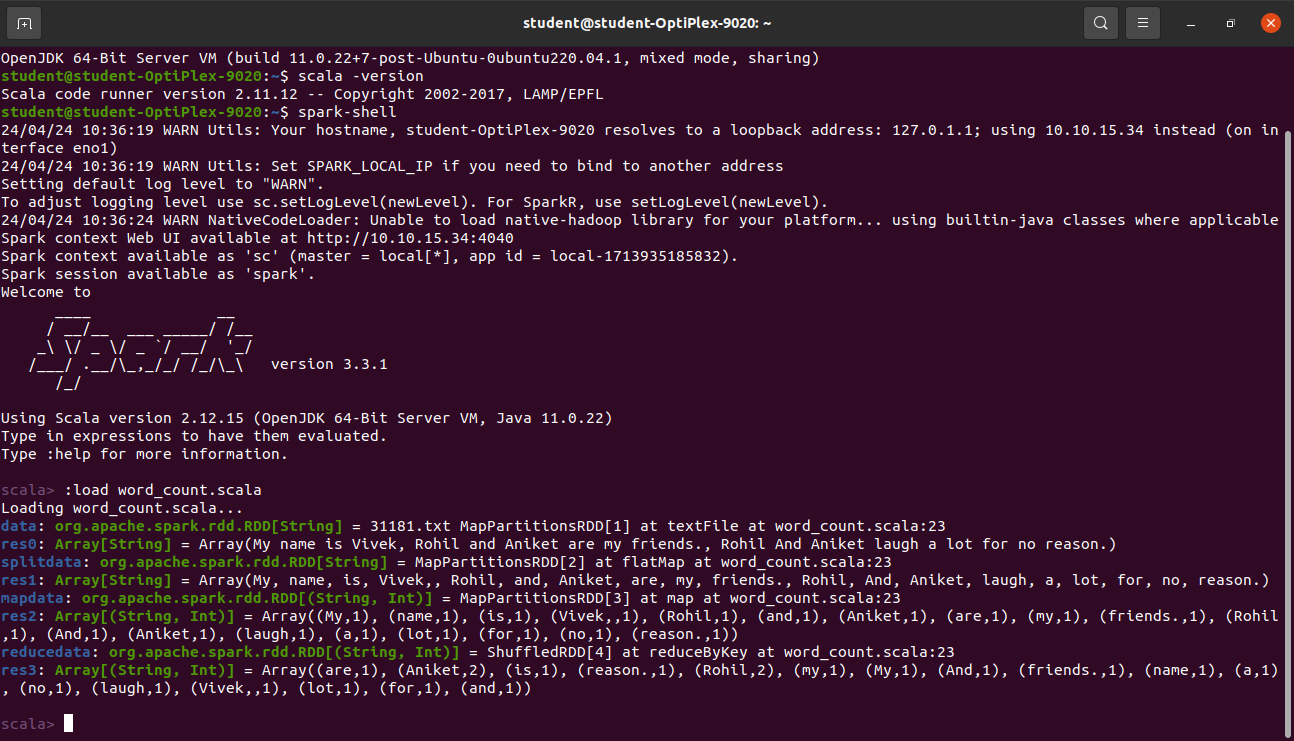 student@student-OptiPlex-9020: ~
OpenJDK 64-Bit Server VM (build 11.0.22+7-post-Ubuntu-0ubuntu220.04.1, mixed mode, sharing)
student@student-OptiPlex-9020:~$ scala -version
Scala code runner version 2.11.12 -- Copyright 2002-2017, LAMP/EPFL
student@student-OptiPlex-9020:~$ spark-shell
24/04/24 10:36:19 WARN Utils: Your hostname, student-OptiPlex-9020 resolves to a loopback address: 127.0.1.1; using 10.10.15.34 instead (on in
terface eno1)
24/04/24 10:36:19 WARN Utils: Set SPARK_LOCAL_IP if you need to bind to another address
Setting default log level to "WARN".
To adjust logging level use sc.setLogLevel(newLevel). For SparkR, use setLogLevel(newLevel).
24/04/24 10:36:24 WARN NativeCodeLoader: Unable to load native-hadoop library for your platform... using builtin-java classes where applicable
Spark context Web UI available at http://10.10.15.34:4040
Spark context available as 'sc' (master = local[*], app id = local-1713935185832).
Spark session available as 'spark'.
Welcome to
      ____              __
     / __/__  ___ _____/ /__
    _\ \/ _ \/ _ `/ __/  '_/
   /___/ .__/\_,_/_/ /_/\_\   version 3.3.1
      /_/
Using Scala version 2.12.15 (OpenJDK 64-Bit Server VM, Java 11.0.22)
Type in expressions to have them evaluated.
Type :help for more information.
scala> :load word_count.scala
Loading word_count.scala...
data: org.apache.spark.rdd.RDD[String] = 31181.txt MapPartitionsRDD[1] at textFile at word_count.scala:23
res0: Array[String] = Array(My name is Vivek, Rohil and Aniket are my friends., Rohil And Aniket laugh a lot for no reason.)
splitdata: org.apache.spark.rdd.RDD[String] = MapPartitionsRDD[2] at flatMap at word_count.scala:23
res1: Array[String] = Array(My, name, is, Vivek,, Rohil, and, Aniket, are, my, friends., Rohil, And, Aniket, laugh, a, lot, for, no, reason.)
mapdata: org.apache.spark.rdd.RDD[(String, Int)] = MapPartitionsRDD[3] at map at word_count.scala:23
res2: Array[(String, Int)] = Array((My,1), (name,1), (is,1), (Vivek,,1), (Rohil,1), (and,1), (Aniket,1), (are,1), (my,1), (friends.,1), (Rohil
,1), (And,1), (Aniket,1), (laugh,1), (a,1), (lot,1), (for,1), (no,1), (reason.,1))
reducedata: org.apache.spark.rdd.RDD[(String, Int)] = ShuffledRDD[4] at reduceByKey at word_count.scala:23
res3: Array[(String, Int)] = Array((are,1), (Aniket,2), (is,1), (reason.,1), (Rohil,2), (my,1), (My,1), (And,1), (friends.,1), (name,1), (a,1)
, (no,1), (laugh,1), (Vivek,,1), (lot,1), (for,1), (and,1))
scala>